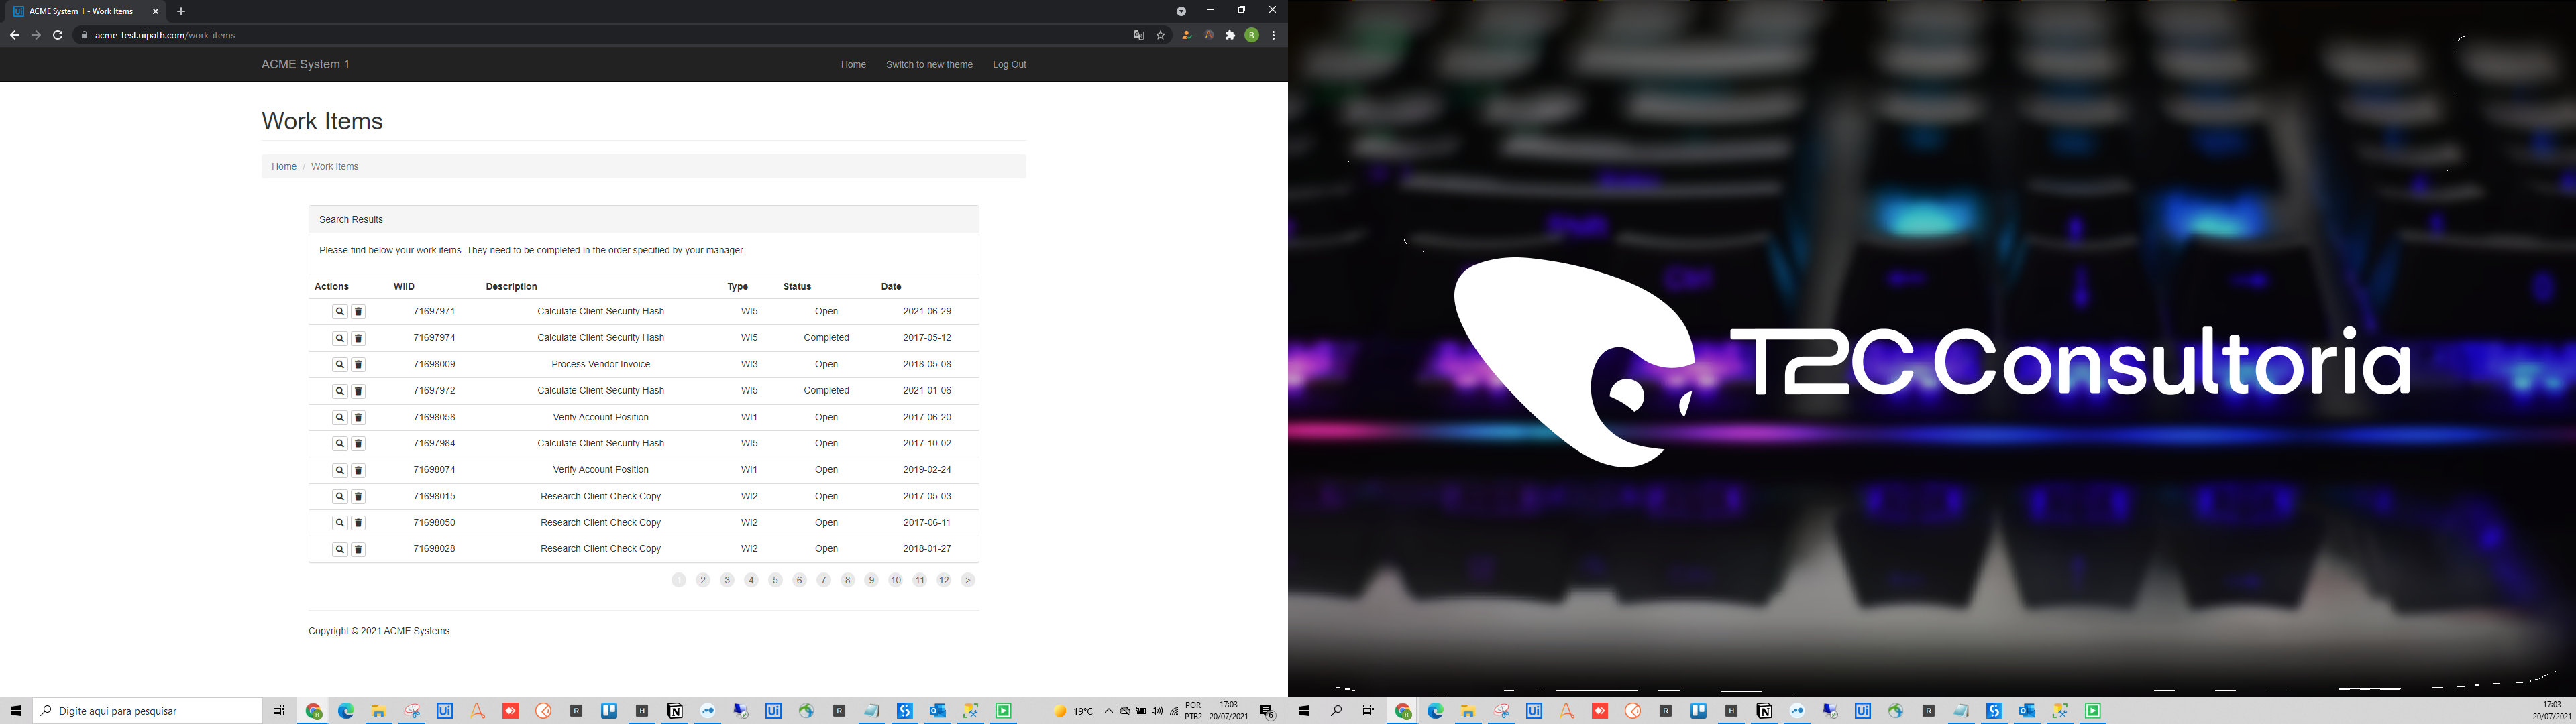 ACME System 1 - Work Items
acme-test.uipath.com/work-items
ACME System 1 Home Switch to new theme Log Out
Work Items
Home / Work Items
Search Results
Please find below your work items. They need to be completed in the order specified by your manager.
Actions WIID Description Type Status Date
71697971 Calculate Client Security Hash WI5 Open 2021-06-29
71697974 Calculate Client Security Hash WI5 Completed 2017-05-12
71698009 Process Vendor Invoice WI3 Open 2018-05-08
71697972 Calculate Client Security Hash WI5 Completed 2021-01-06
71698058 Verify Account Position WI1 Open 2017-06-20
71697984 Calculate Client Security Hash WI5 Open 2017-10-02
71698074 Verify Account Position WI1 Open 2019-02-24
71698015 Research Client Check Copy WI2 Open 2017-05-03
71698050 Research Client Check Copy WI2 Open 2017-06-11
71698028 Research Client Check Copy WI2 Open 2018-01-27
1 2 3 4 5 6 7 8 9 10 11 12 >
Copyright © 2021 ACME Systems
Digite aqui para pesquisar
19°C
POR
PTB2
17:03
20/07/2021
T2C Consultoria
17:03
20/07/2021